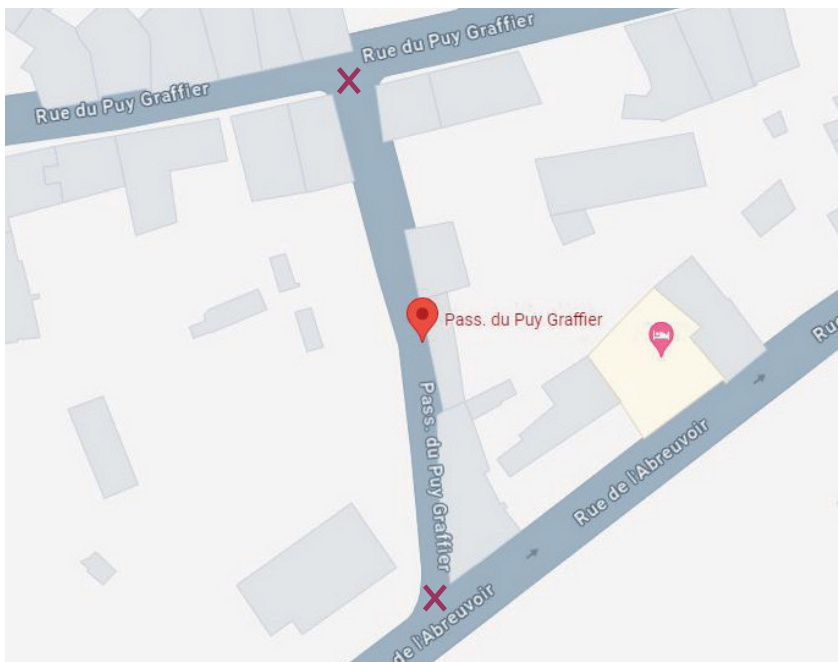 Rue du Puy Graffier
Rue du Puy Graffier
Pass. du Puy Graffier
Rue
Pass. du Puy Graffier
Rue de l'Abreuvoir
de l'Abreuvoir